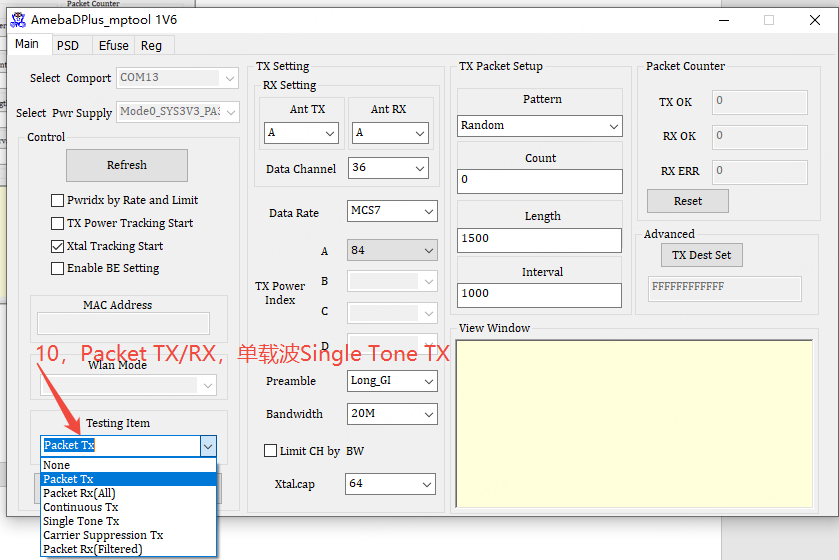 Packet Counter
AmebaDPlus_mptool 1V6
Main PSD Efuse Reg
Select Comport COM13
Select Pwr Supply Mode0_SYS3V3_PA3
Control
Refresh
Pwridx by Rate and Limit
TX Power Tracking Start
Xtal Tracking Start
Enable BE Setting
MAC Address
10，Packet TX/RX，单载波Single Tone TX
Wlan Mode
Testing Item
Packet Tx
None
Packet Tx
Packet Rx(All)
Continuous Tx
Single Tone Tx
Carrier Suppression Tx
Packet Rx(Filtered)
TX Setting
RX Setting
Ant TX Ant RX
A A
Data Channel 36
Data Rate MCS7
TX Power
Index
A 84
B
C
D
Preamble Long_GI
Bandwidth 20M
Limit CH by BW
Xtal.cap 64
TX Packet Setup
Pattern
Random
Count
0
Length
1500
Interval
1000
Packet Counter
TX OK 0
RX OK 0
RX ERR 0
Reset
Advanced
TX Dest Set
FFFFFFFFFFFF
View Window